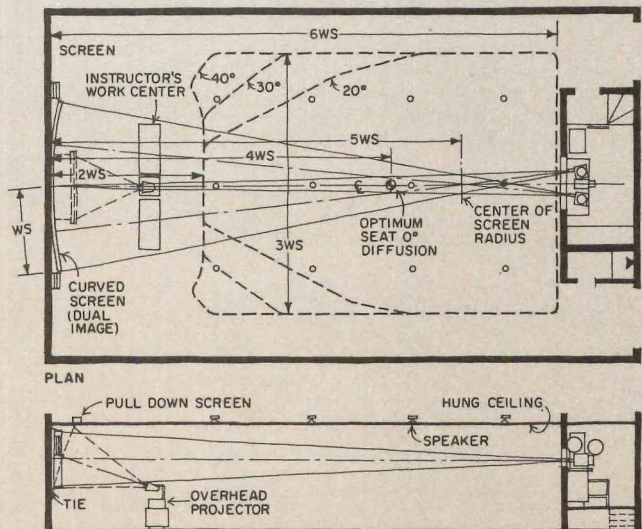 6WS
SCREEN
INSTRUCTOR'S
WORK CENTER
40°
30°
20°
5WS
4WS
2WS
WS
℄
OPTIMUM
SEAT 0°
DIFFUSION
CENTER OF
SCREEN
RADIUS
3WS
CURVED
SCREEN
(DUAL
IMAGE)
PLAN
PULL DOWN SCREEN
HUNG CEILING
SPEAKER
TIE
OVERHEAD
PROJECTOR